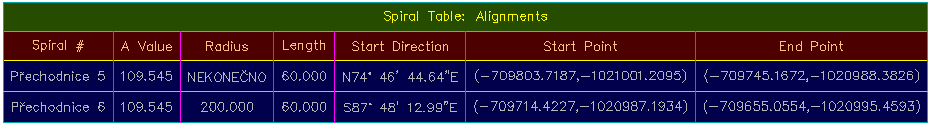 Spiral Table: Alignments
Spiral # A Value Radius Length Start Direction Start Point End Point
Přechodnice 5 109.545 NEKONEČNO 60.000 N74° 46' 44.64"E (-709803.7187,-1021001.2095) (-709745.1672,-1020988.3826)
Přechodnice 6 109.545 200.000 60.000 S87° 48' 12.99"E (-709714.4227,-1020987.1934) (-709655.0554,-1020995.4593)